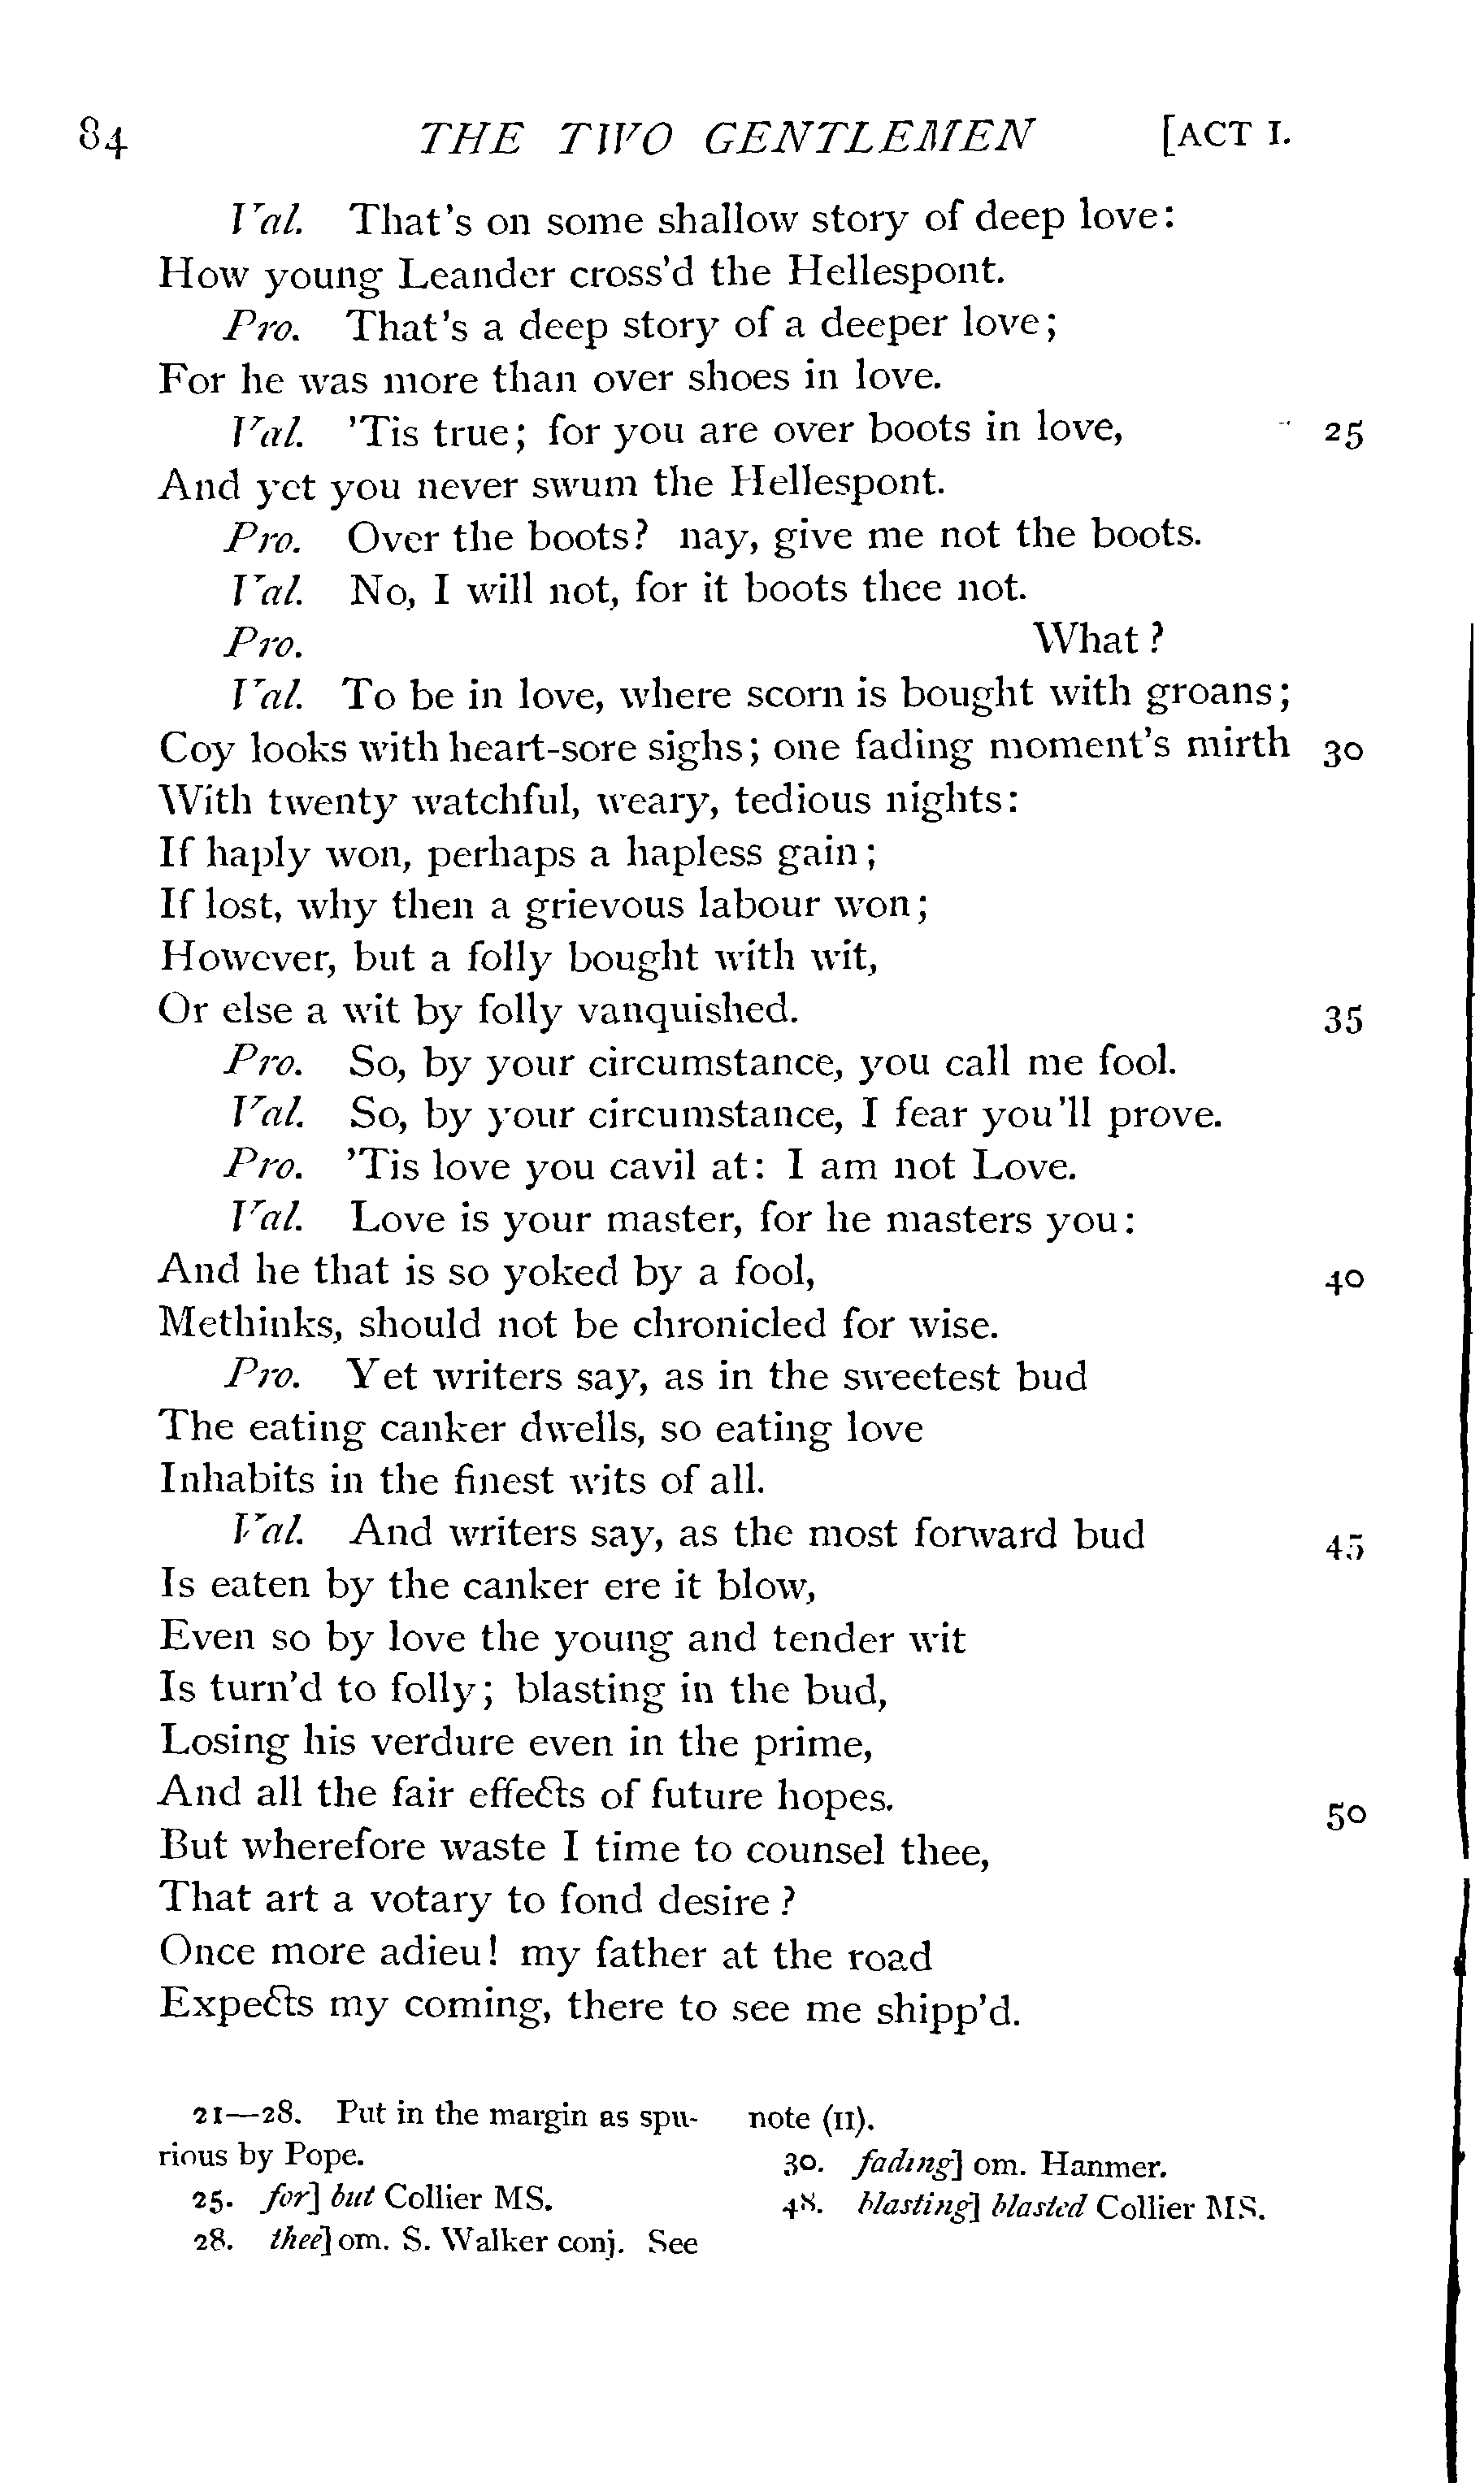 84 THE TWO GENTLEMEN [ACT I.
Val. That's on some shallow story of deep love:
How young Leander cross'd the Hellespont.
Pro. That's a deep story of a deeper love;
For he was more than over shoes in love.
Val. 'Tis true; for you are over boots in love, 25
And yet you never swum the Hellespont.
Pro. Over the boots? nay, give me not the boots.
Val. No, I will not, for it boots thee not.
Pro. What?
Val. To be in love, where scorn is bought with groans;
Coy looks with heart-sore sighs; one fading moment's mirth 30
With twenty watchful, weary, tedious nights:
If haply won, perhaps a hapless gain;
If lost, why then a grievous labour won;
However, but a folly bought with wit,
Or else a wit by folly vanquished. 35
Pro. So, by your circumstance, you call me fool.
Val. So, by your circumstance, I fear you'll prove.
Pro. 'Tis love you cavil at: I am not Love.
Val. Love is your master, for he masters you:
And he that is so yoked by a fool, 40
Methinks, should not be chronicled for wise.
Pro. Yet writers say, as in the sweetest bud
The eating canker dwells, so eating love
Inhabits in the finest wits of all.
Val. And writers say, as the most forward bud 45
Is eaten by the canker ere it blow,
Even so by love the young and tender wit
Is turn'd to folly; blasting in the bud,
Losing his verdure even in the prime,
And all the fair effects of future hopes. 50
But wherefore waste I time to counsel thee,
That art a votary to fond desire?
Once more adieu! my father at the road
Expects my coming, there to see me shipp'd.
21—28. Put in the margin as spu-
rious by Pope.
25. for] but Collier MS.
28. thee] om. S. Walker conj. See
note (II).
30. fading] om. Hanmer.
48. blasting] blasted Collier MS.